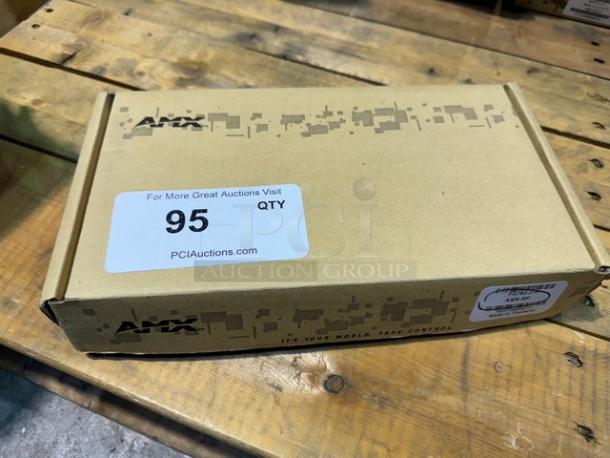 AMX
For More Great Auctions Visit
95 QTY
PCIAuctions.com
PCI
AUCTION GROUP
AMX
IT'S YOUR WORLD. TAKE CONTROL.